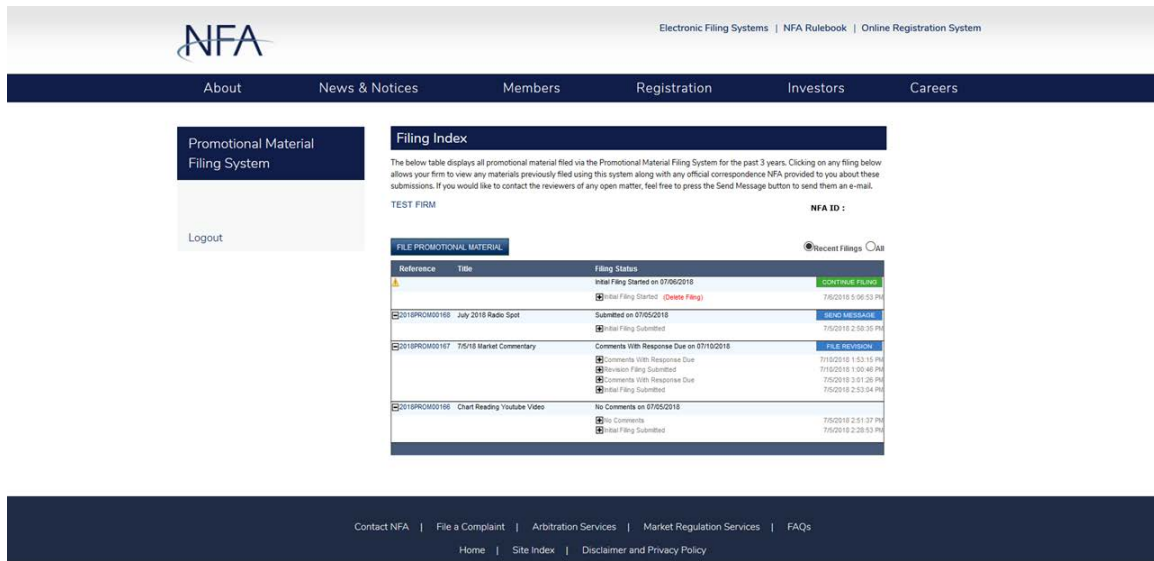 NFA
Electronic Filing Systems | NFA Rulebook | Online Registration System
About News & Notices Members Registration Investors Careers
Promotional Material
Filing System
Logout
Filing Index
The below table displays all promotional material filed via the Promotional Material Filing System for the past 3 years. Clicking on any filing below
allows your firm to view any materials previously filed using this system along with any official correspondence NFA provided to you about these
submissions. If you would like to contact the reviewers of any open matter, feel free to press the Send Message button to send them an e-mail.
TEST FIRM NFA ID :
FILE PROMOTIONAL MATERIAL Recent Filings All
Reference Title Filing Status
Initial Filing Started on 07/06/2018 CONTINUE FILING
Initial Filing Started (Delete Filing) 7/6/2018 5:06:53 PM
2018PROM00168 July 2018 Radio Spot Submitted on 07/05/2018 SEND MESSAGE
Initial Filing Submitted 7/5/2018 2:58:35 PM
2018PROM00167 7/5/18 Market Commentary Comments With Response Due on 07/10/2018 FILE REVISION
Comments With Response Due 7/10/2018 1:53:15 PM
Revision Filing Submitted 7/10/2018 1:00:46 PM
Comments With Response Due 7/5/2018 3:01:26 PM
Initial Filing Submitted 7/5/2018 2:53:04 PM
2018PROM00166 Chart Reading Youtube Video No Comments on 07/05/2018
No Comments 7/5/2018 2:51:37 PM
Initial Filing Submitted 7/5/2018 2:28:53 PM
Contact NFA | File a Complaint | Arbitration Services | Market Regulation Services | FAQs
Home | Site Index | Disclaimer and Privacy Policy